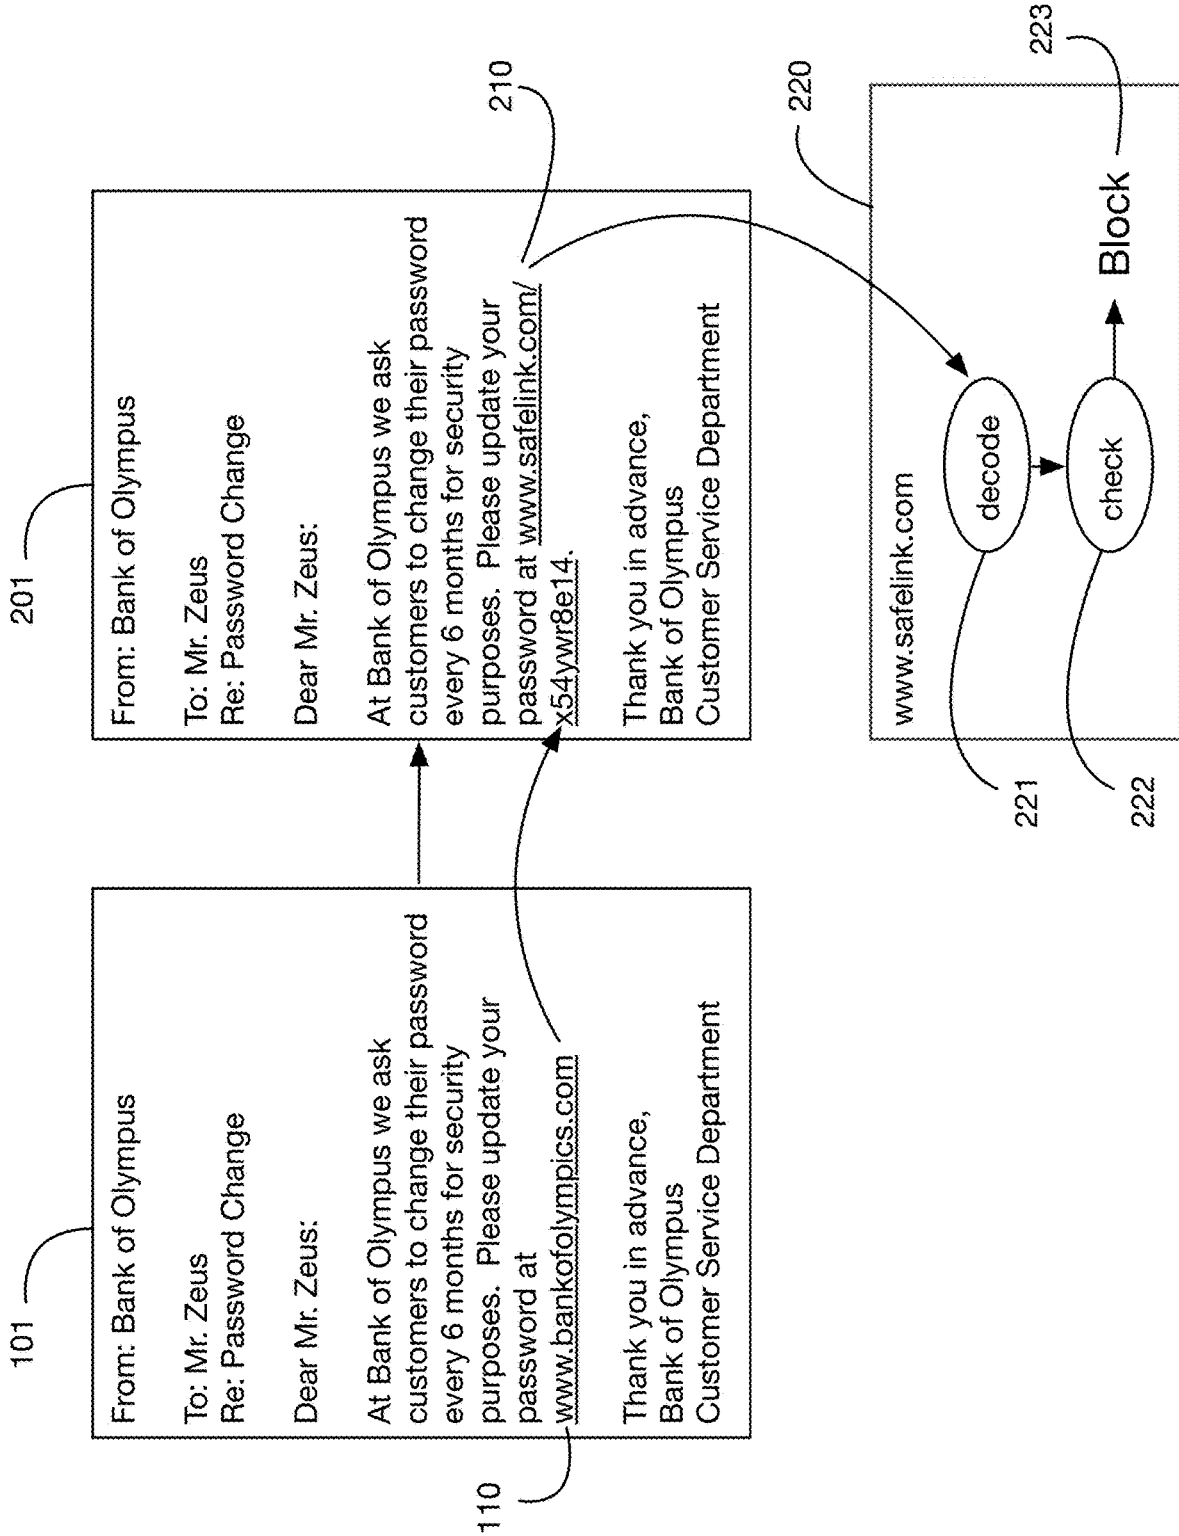 101
From: Bank of Olympus
To: Mr. Zeus
Re: Password Change
Dear Mr. Zeus:
At Bank of Olympus we ask
customers to change their password
every 6 months for security
purposes.  Please update your
password at
www.bankofolympics.com
110
Thank you in advance,
Bank of Olympus
Customer Service Department
201
From: Bank of Olympus
To: Mr. Zeus
Re: Password Change
Dear Mr. Zeus:
At Bank of Olympus we ask
customers to change their password
every 6 months for security
purposes.  Please update your
password at www.safelink.com/
x54ywr8e14.
210
Thank you in advance,
Bank of Olympus
Customer Service Department
220
www.safelink.com
decode
221
check
222
Block
223